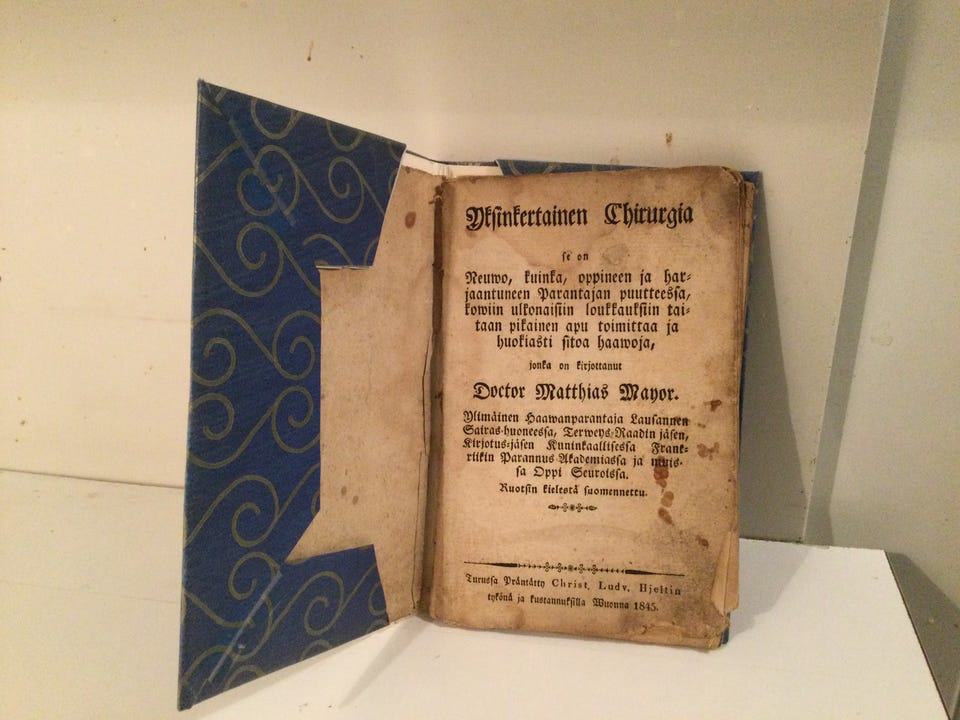 Yksinkertainen Chirurgia
se on
Neuwo, kuinka, oppineen ja har-
jaantuneen Parantajan puutteessa,
kowiin ulkonaisiin loukkauksiin tai-
taan pikainen apu toimittaa ja
huokiasti sitoa haawoja,
jonka on kirjottanut
Doctor Matthias Mayor.
Ylimäinen Haawanparantaja Lausannen
Sairas-huoneessa, Terweys-Raadin jäsen,
Kirjotus-jäsen Kuninkaallisessa Frank-
riikin Parannus Akademiassa ja muis-
sa Oppi Seuroissa.
Ruotsin kielestä suomennettu.
Turussa Präntätty Christ. Ludv. Hjeltin
tykönä ja kustannuksilla Wuonna 1845.